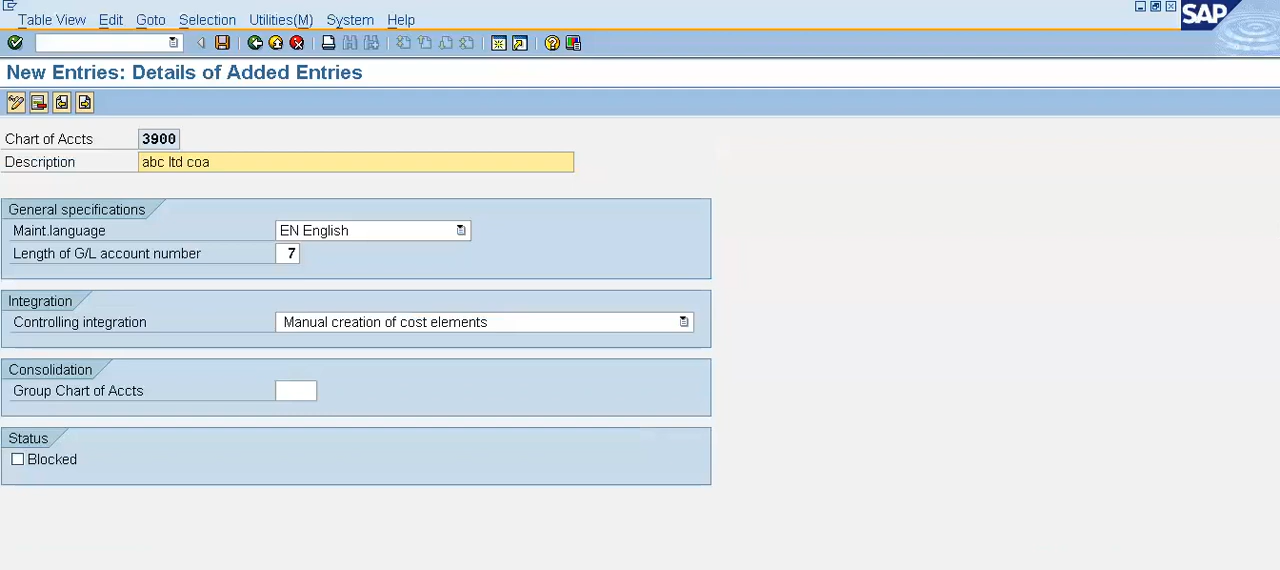 Table View Edit Goto Selection Utilities(M) System Help
SAP
New Entries: Details of Added Entries
Chart of Accts 3900
Description abc ltd coa
General specifications
Maint.language EN English
Length of G/L account number 7
Integration
Controlling integration Manual creation of cost elements
Consolidation
Group Chart of Accts
Status
Blocked